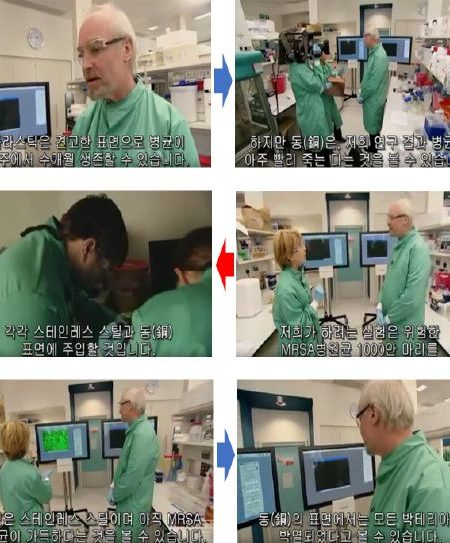 라스틱은 견고한 표면으로 병균이
주에서 수개월 생존할 수 있습니다.
하지만 동(銅)은, 저희 연구 결과 병균
아주 빨리 죽는 다는 것을 볼 수 있습니
저희가 하려는 실험은 위험한
MRSA병원균 1000만 마리를
각각 스테인레스 스틸과 동(銅)
표면에 주입할 것입니다.
은 스테인레스 스틸이며 아직 MRSA
균이 가득하다는 것을 볼 수 있습니다.
동(銅)의 표면에서는 모든 박테리아
박멸되었다고 볼 수 있습니다.